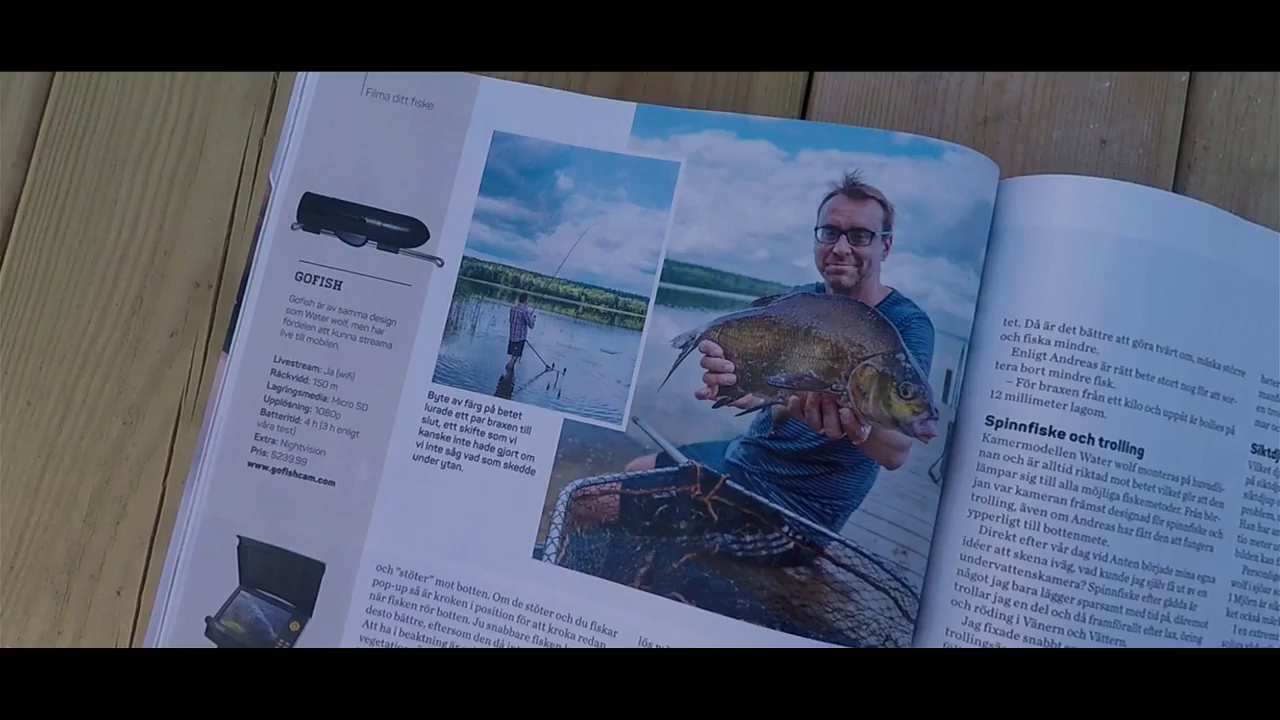 Filma ditt fiske
GOFISH
Gofish är av samma design
som Water wolf, men har
fördelen att kunna streama
live till mobilen.
Livestream: Ja (wifi)
Räckvidd: 150 m
Lagringsmedia: Micro SD
Upplösning: 1080p
Batteritid: 4 h (3 h enligt
våra test)
Extra: Nightvision
Pris: $239.99
www.gofishcam.com
Byte av färg på betet
lurade ett par braxen till
slut, ett skifte som vi
kanske inte hade gjort om
vi inte såg vad som skedde
under ytan.
och "stöter" mot botten. Om de stöter och du fiskar
pop-up så är kroken i position för att kroka redan
när fisken rör botten. Ju snabbare fisken
desto bättre, eftersom den då
Att ha i beaktning är
lös
tet. Då är det bättre att göra tvärt om, mäska större
och fiska mindre.
Enligt Andreas är rätt bete stort nog för att sor-
tera bort mindre fisk.
– För braxen från ett kilo och uppåt är boilies på
12 millimeter lagom.
Spinnfiske och trolling
Kameramodellen Water wolf monteras på huvudli-
nan och är alltid riktad mot betet vilket gör att den
lämpar sig till alla möjliga fiskemetoder. Från bör-
jan var kameran främst designad för spinnfiske och
trolling, även om Andreas har fått den att fungera
ypperligt till bottenmete.
Direkt efter vår dag vid Anten började mina egna
idéer att skena iväg, vad kunde jag själv få ut av en
undervattenskamera? Spinnfiske efter gädda är
något jag bara lägger sparsamt med tid på, däremot
trollar jag en del och då framförallt efter lax, öring
och röding i Vänern och Vättern.
Jag fixade snabbt